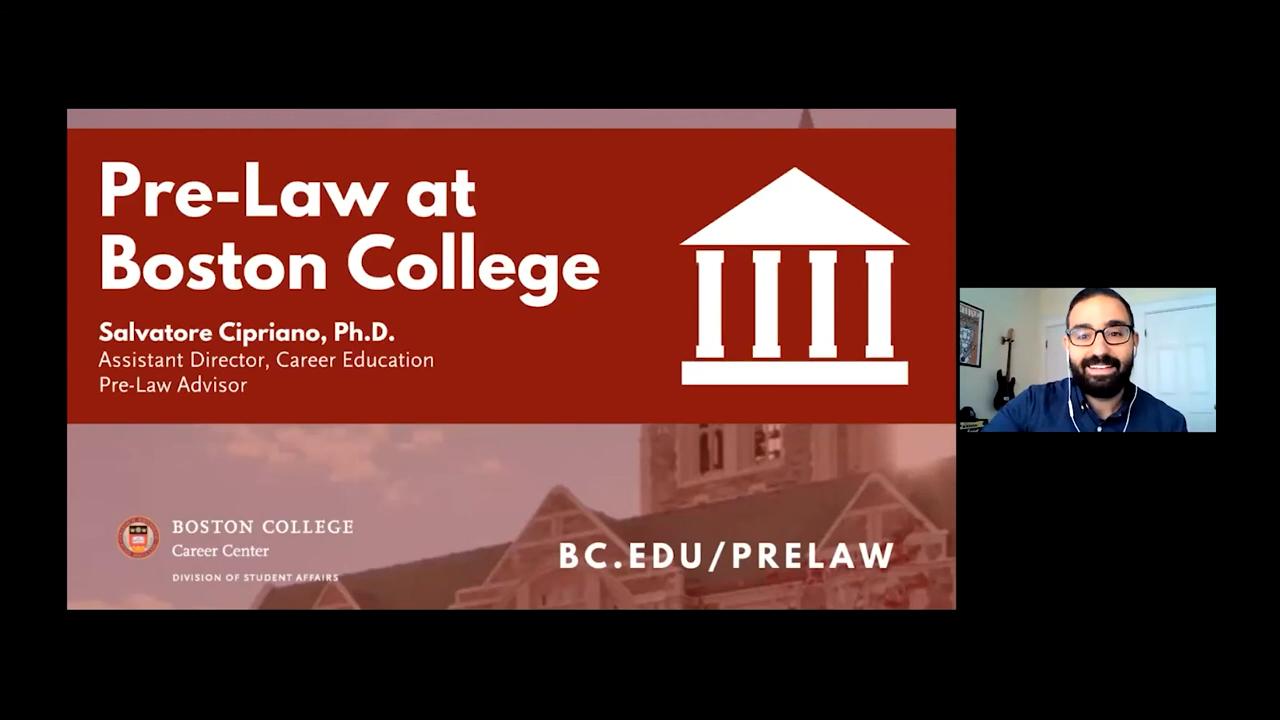 Pre-Law at
Boston College
Salvatore Cipriano, Ph.D.
Assistant Director, Career Education
Pre-Law Advisor
BOSTON COLLEGE
Career Center
DIVISION OF STUDENT AFFAIRS
BC.EDU/PRELAW